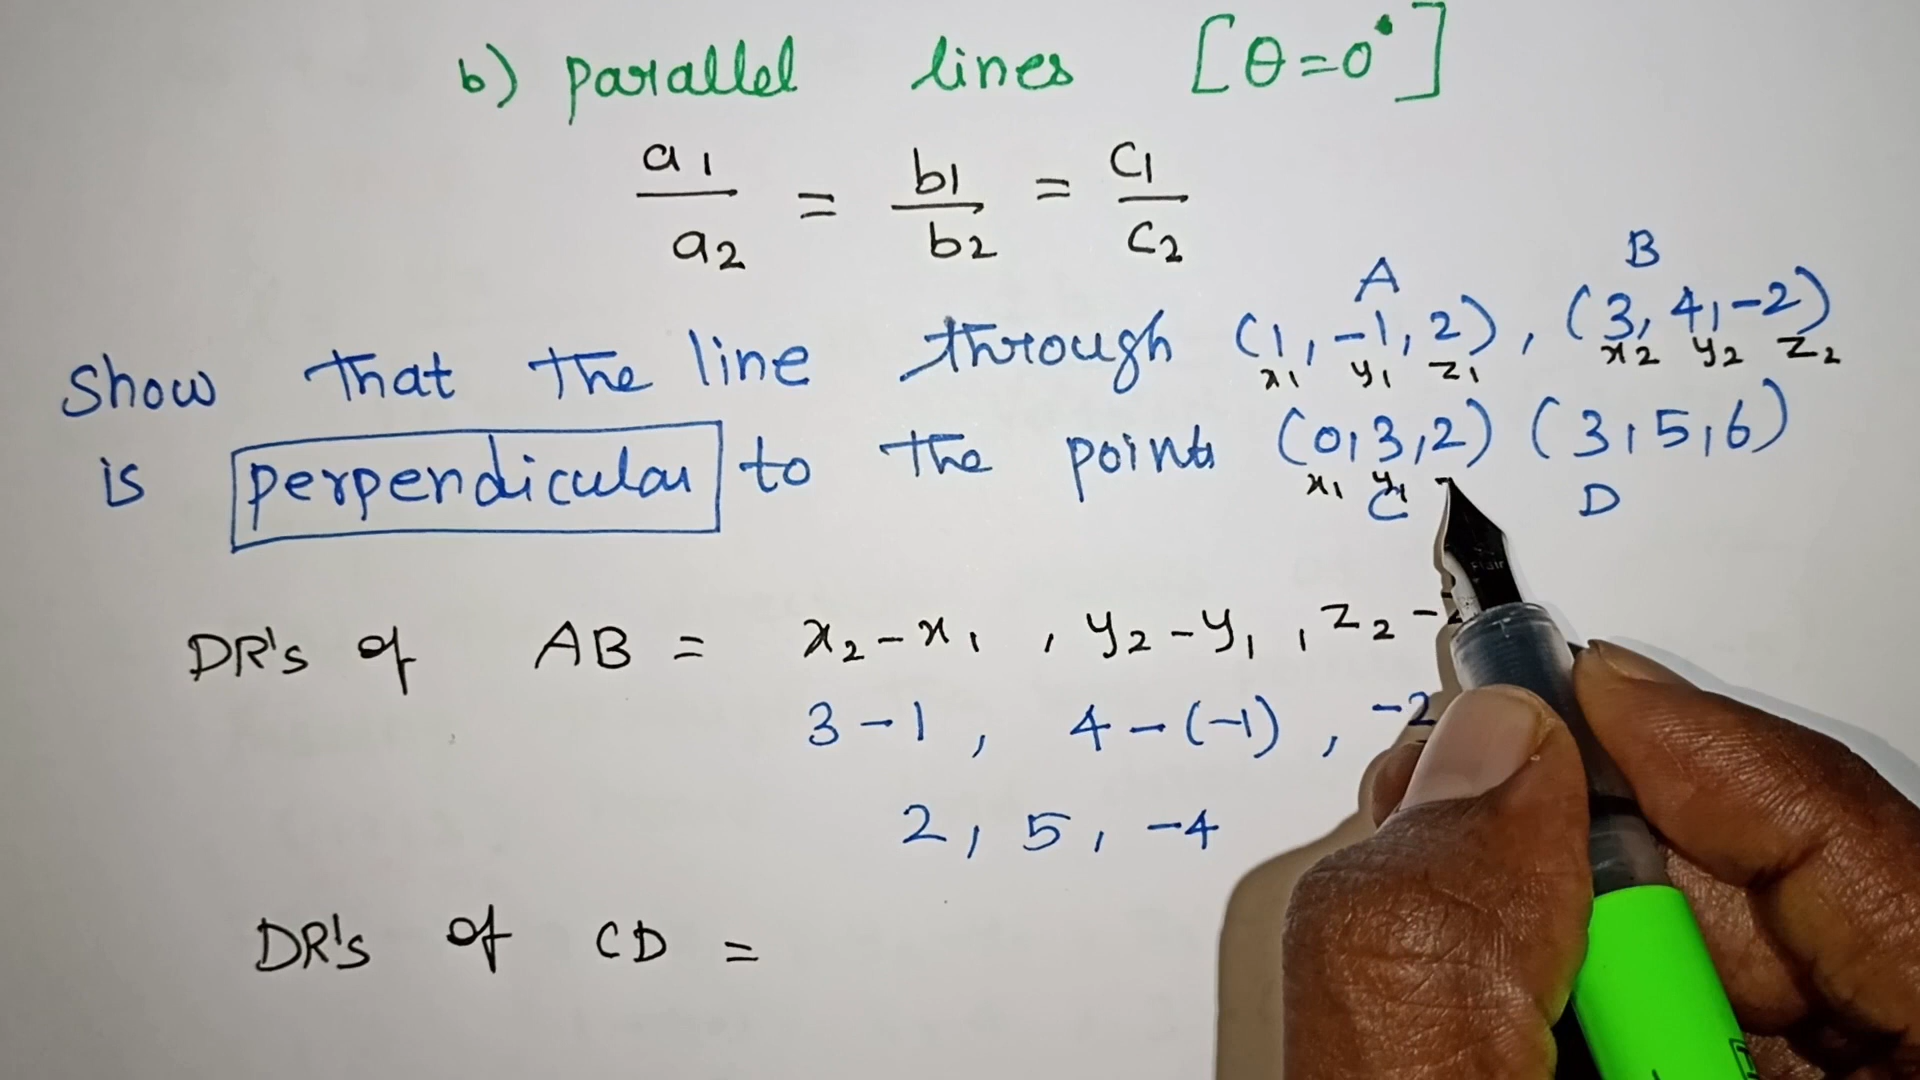 b) parallel lines [θ=0°]
a1/a2 = b1/b2 = c1/c2
A B
Show that the line through (1,-1,2), (3,4,-2)
x1 y1 z1 x2 y2 z2
is perpendicular to the points (0,3,2) (3,5,6)
x1 y1
C D
DR's of AB = x2-x1, y2-y1, z2-
3-1, 4-(-1), -2
2, 5, -4
DR's of CD =
Flair